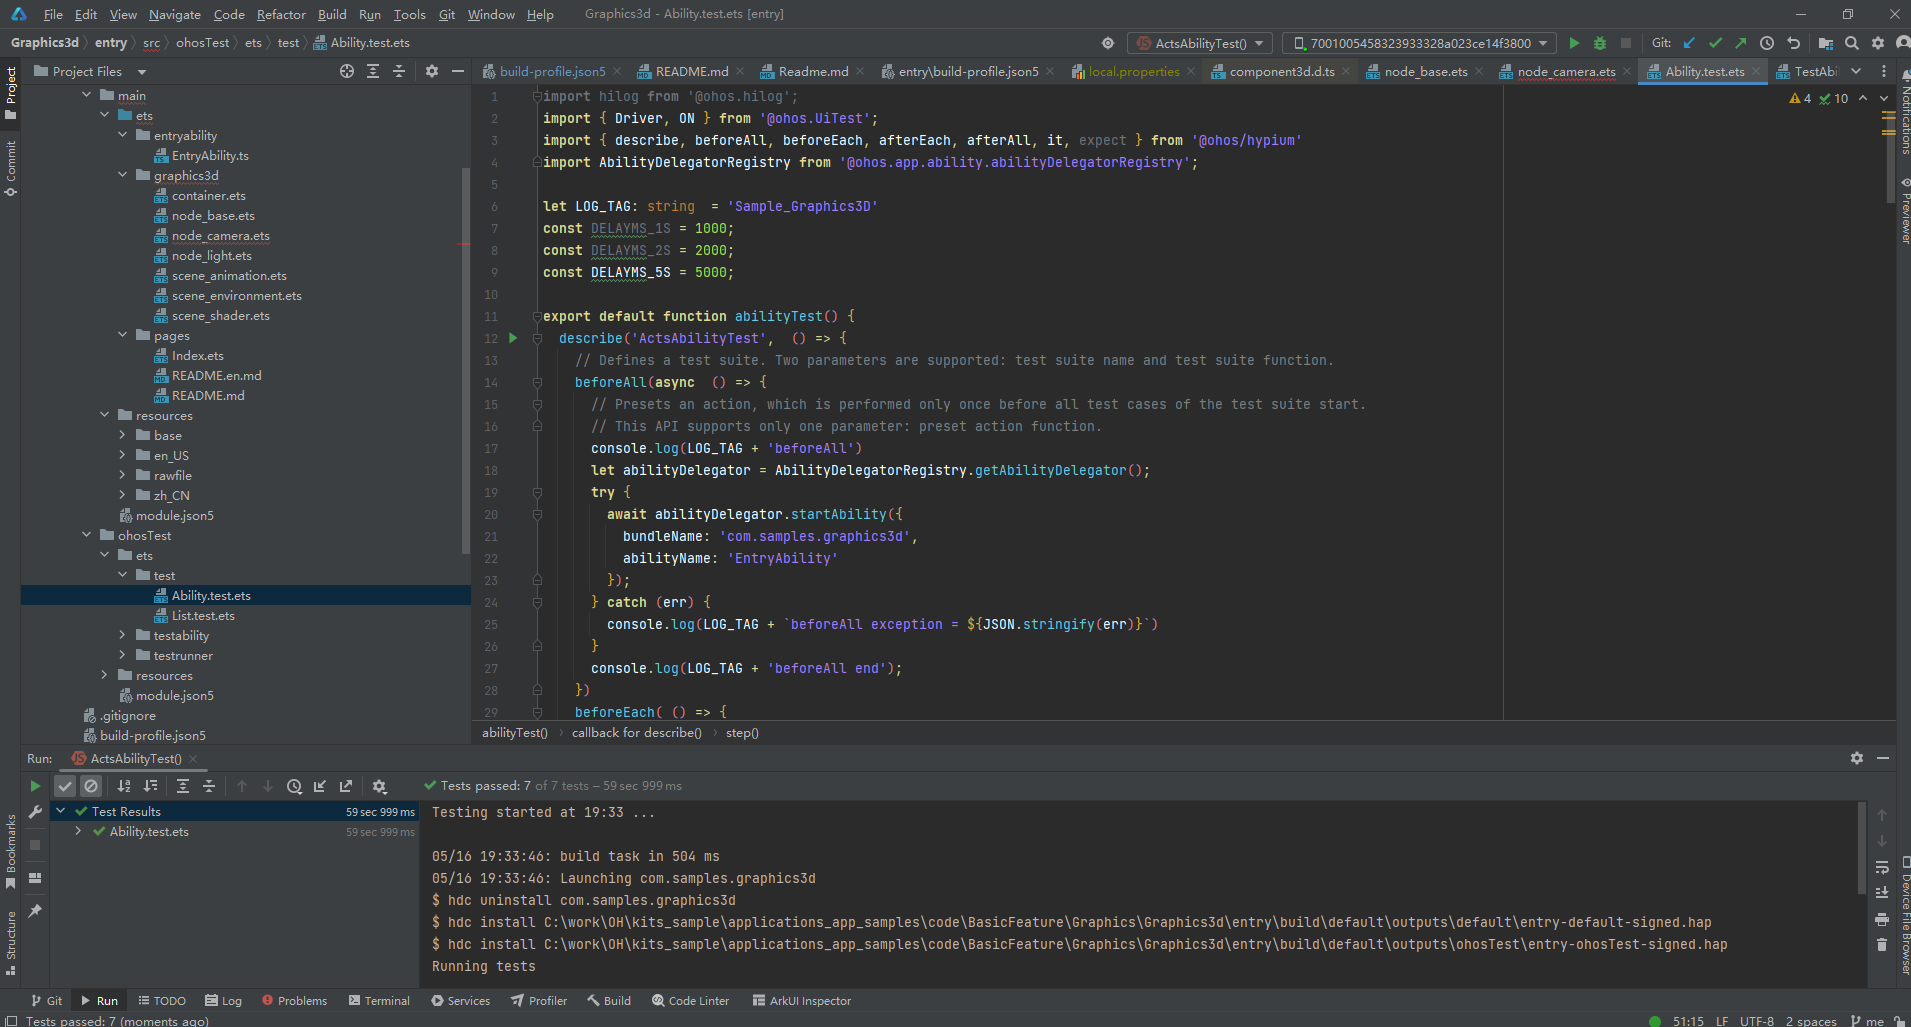 File Edit View Navigate Code Refactor Build Run Tools Git Window Help Graphics3d - Ability.test.ets [entry]
Graphics3d entry src ohosTest ets test Ability.test.ets
ActsAbilityTest() 7001005458323933328a023ce14f3800 Git:
Project
Commit
Bookmarks
Structure
Project Files
main
ets
entryability
EntryAbility.ts
graphics3d
container.ets
node_base.ets
node_camera.ets
node_light.ets
scene_animation.ets
scene_environment.ets
scene_shader.ets
pages
Index.ets
README.en.md
README.md
resources
base
en_US
rawfile
zh_CN
module.json5
ohosTest
ets
test
Ability.test.ets
List.test.ets
testability
testrunner
resources
module.json5
.gitignore
build-profile.json5
build-profile.json5 README.md Readme.md entry\build-profile.json5 local.properties component3d.d.ts node_base.ets node_camera.ets Ability.test.ets TestAbil
4 10
1 import hilog from '@ohos.hilog';
2 import { Driver, ON } from '@ohos.UiTest';
3 import { describe, beforeAll, beforeEach, afterEach, afterAll, it, expect } from '@ohos/hypium'
4 import AbilityDelegatorRegistry from '@ohos.app.ability.abilityDelegatorRegistry';
5
6 let LOG_TAG: string = 'Sample_Graphics3D'
7 const DELAYMS_1S = 1000;
8 const DELAYMS_2S = 2000;
9 const DELAYMS_5S = 5000;
10
11 export default function abilityTest() {
12 describe('ActsAbilityTest', () => {
13 // Defines a test suite. Two parameters are supported: test suite name and test suite function.
14 beforeAll(async () => {
15 // Presets an action, which is performed only once before all test cases of the test suite start.
16 // This API supports only one parameter: preset action function.
17 console.log(LOG_TAG + 'beforeAll')
18 let abilityDelegator = AbilityDelegatorRegistry.getAbilityDelegator();
19 try {
20 await abilityDelegator.startAbility({
21 bundleName: 'com.samples.graphics3d',
22 abilityName: 'EntryAbility'
23 });
24 } catch (err) {
25 console.log(LOG_TAG + `beforeAll exception = ${JSON.stringify(err)}`)
26 }
27 console.log(LOG_TAG + 'beforeAll end');
28 })
29 beforeEach( () => {
abilityTest() callback for describe() step()
Notifications
Previewer
Device File Browser
Run: ActsAbilityTest()
Tests passed: 7 of 7 tests – 59 sec 999 ms
Test Results 59 sec 999 ms
Ability.test.ets 59 sec 999 ms
Testing started at 19:33 ...
05/16 19:33:46: build task in 504 ms
05/16 19:33:46: Launching com.samples.graphics3d
$ hdc uninstall com.samples.graphics3d
$ hdc install C:\work\OH\kits_sample\applications_app_samples\code\BasicFeature\Graphics\Graphics3d\entry\build\default\outputs\default\entry-default-signed.hap
$ hdc install C:\work\OH\kits_sample\applications_app_samples\code\BasicFeature\Graphics\Graphics3d\entry\build\default\outputs\ohosTest\entry-ohosTest-signed.hap
Running tests
Git Run TODO Log Problems Terminal Services Profiler Build Code Linter ArkUI Inspector
Tests passed: 7 (moments ago) 51:15 LF UTF-8 2 spaces me